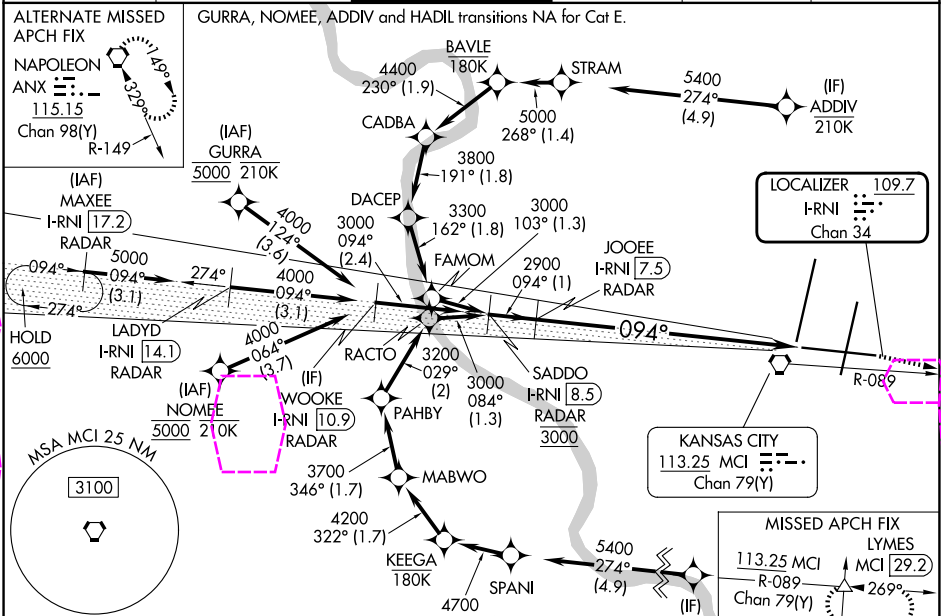 ALTERNATE MISSED
APCH FIX
NAPOLEON
ANX
115.15
Chan 98(Y)
149°
329°
R-149
GURRA, NOMEE, ADDIV and HADIL transitions NA for Cat E.
BAVLE
180K
STRAM
4400
230° (1.9)
5000
268° (1.4)
5400
274°
(4.9)
(IF)
ADDIV
210K
CADBA
3800
191° (1.8)
(IAF)
GURRA
5000 210K
DACEP
3300
162° (1.8)
3000
103° (1.3)
LOCALIZER 109.7
I-RNI
Chan 34
(IAF)
MAXEE
I-RNI 17.2
RADAR
4000
124°
(3.6)
3000
094°
(2.4)
FAMOM
2900
094° (1)
JOOEE
I-RNI 7.5
RADAR
094°
5000
094°
(3.1)
274°
4000
094°
(3.1)
094°
274°
HOLD
6000
LADYD
I-RNI 14.1
RADAR
4000
064°
(3.7)
(IF)
WOOKE
I-RNI 10.9
RADAR
RACTO
3200
029°
(2)
3000
084°
(1.3)
SADDO
I-RNI 8.5
RADAR
3000
R-089
(IAF)
NOMEE
5000 210K
PAHBY
KANSAS CITY
113.25 MCI
Chan 79(Y)
MSA MCI 25 NM
3100
3700
346° (1.7)
MABWO
4200
322° (1.7)
KEEGA
180K
4700
SPANI
5400
274°
(4.9)
(IF)
MISSED APCH FIX
LYMES
MCI 29.2
113.25 MCI
R-089
Chan 79(Y)
269°